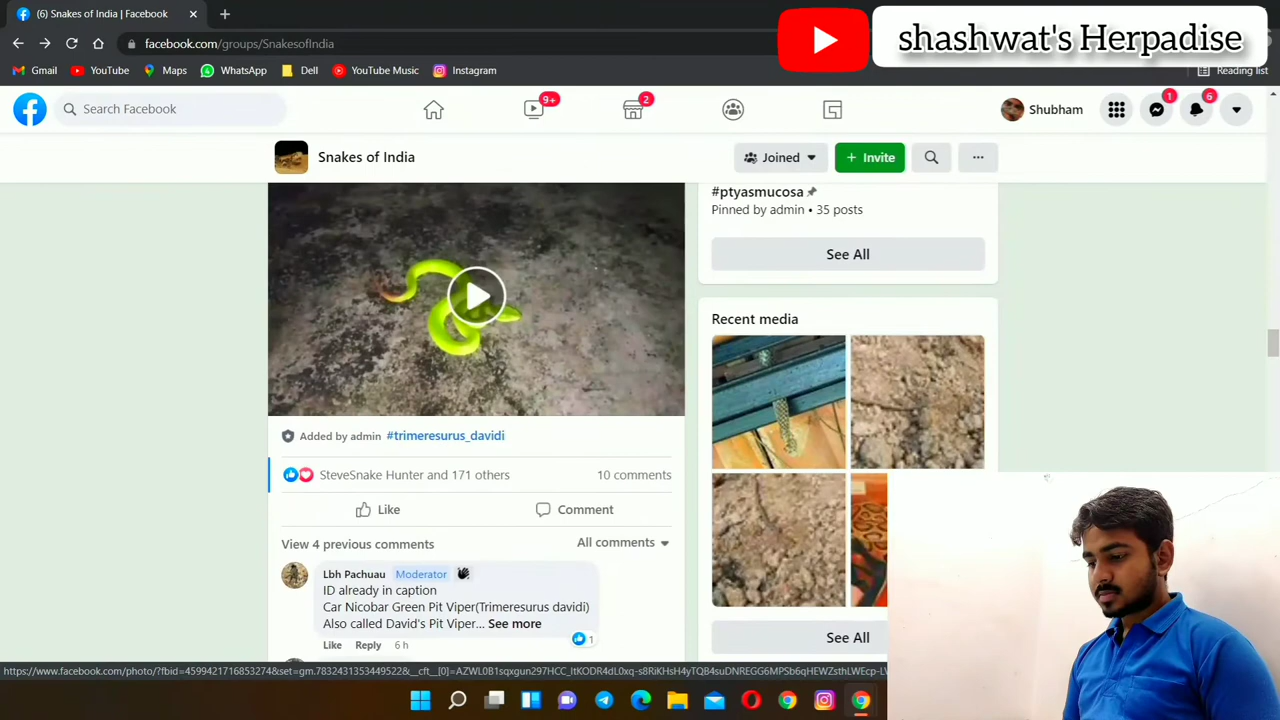 (6) Snakes of India | Facebook
shashwat's Herpadise
facebook.com/groups/SnakesofIndia
Gmail YouTube Maps WhatsApp Dell YouTube Music Instagram Reading list
Search Facebook 9+ 2 Shubham 1 6
Snakes of India Joined + Invite
#ptyasmucosa
Pinned by admin • 35 posts
See All
Recent media
Added by admin #trimeresurus_davidi
SteveSnake Hunter and 171 others 10 comments
Like Comment
View 4 previous comments All comments
Lbh Pachuau Moderator
ID already in caption
Car Nicobar Green Pit Viper(Trimeresurus davidi)
Also called David's Pit Viper... See more
1
Like Reply 6 h
See All